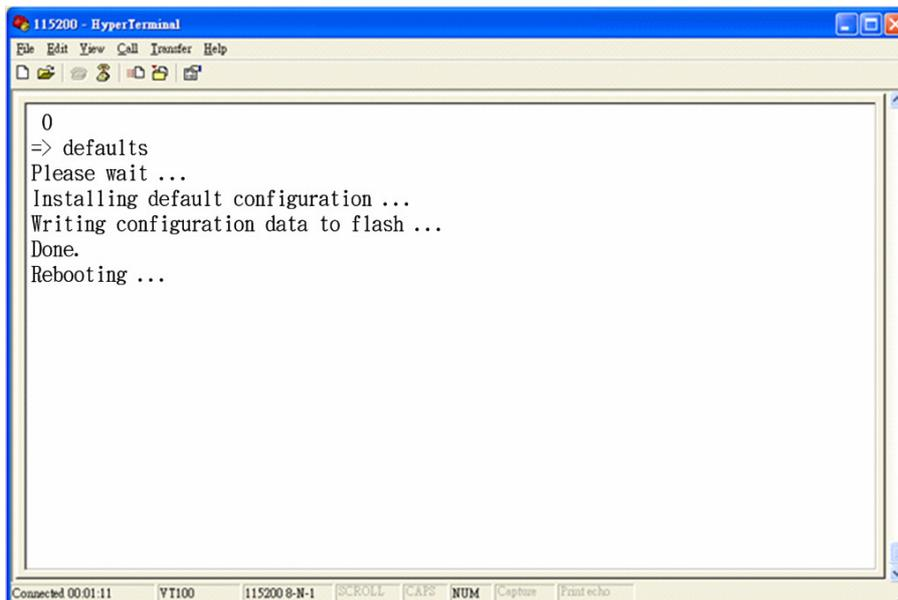 115200 - HyperTerminal
File Edit View Call Transfer Help
0
=> defaults
Please wait ...
Installing default configuration ...
Writing configuration data to flash ...
Done.
Rebooting ...
Connected 00:01:11 VT100 115200 8-N-1 SCROLL CAPS NUM Capture Print echo